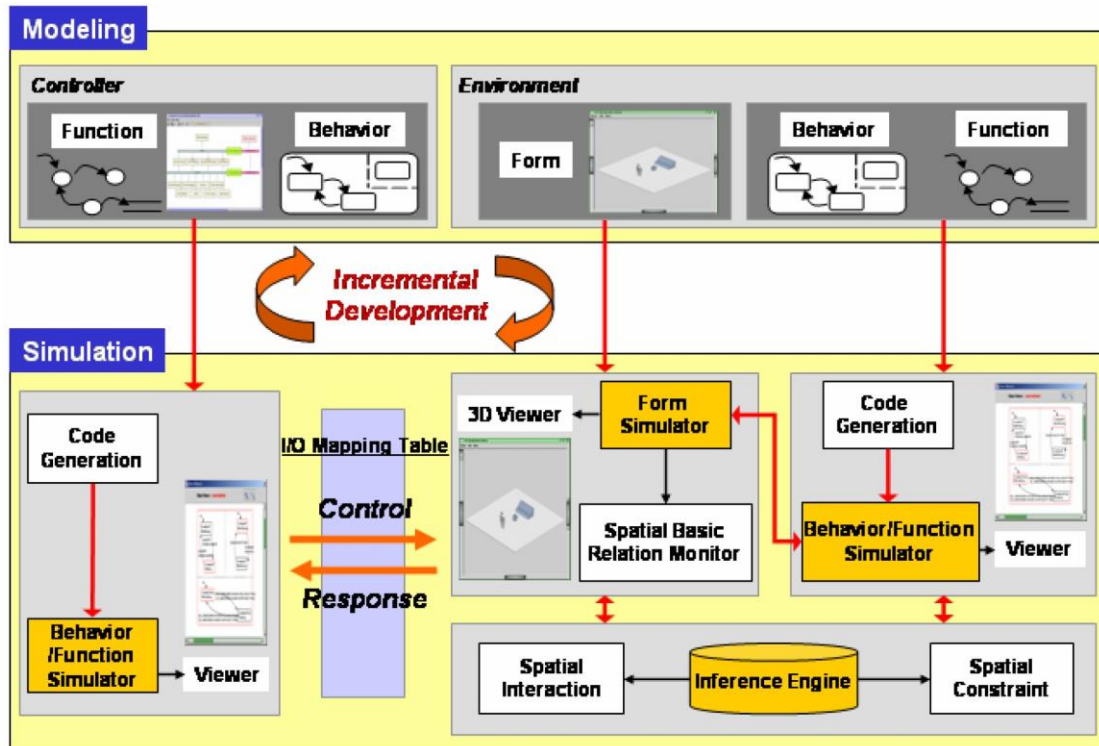 Modeling
Controller
Function
Behavior
Environment
Form
Behavior
Function
Incremental
Development
Simulation
Code
Generation
Behavior
/Function
Simulator
Viewer
I/O Mapping Table
Control
Response
3D Viewer
Form
Simulator
Spatial Basic
Relation Monitor
Code
Generation
Behavior/Function
Simulator
Viewer
Spatial
Interaction
Inference Engine
Spatial
Constraint